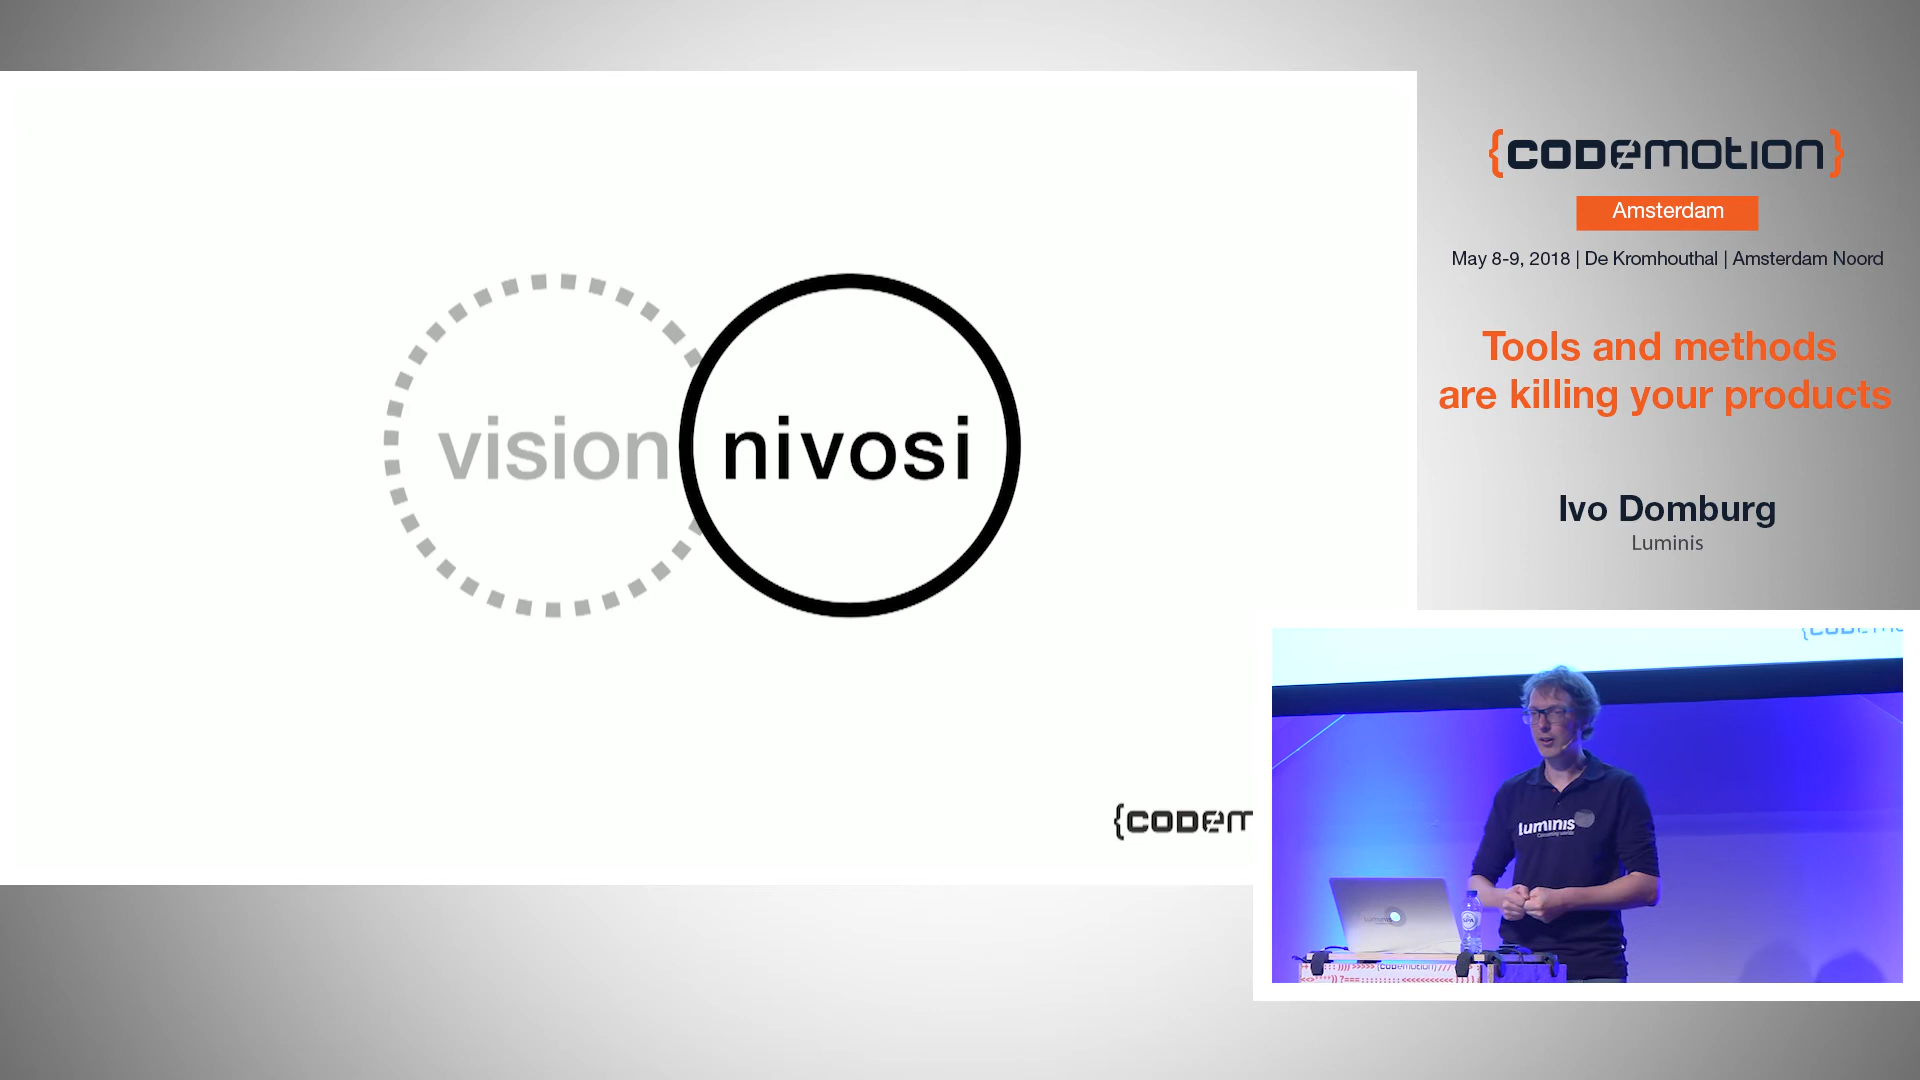 vision nivosi
{CODEM
{CODEMOTION}
Amsterdam
May 8-9, 2018 | De Kromhouthal | Amsterdam Noord
Tools and methods
are killing your products
Ivo Domburg
Luminis
luminis